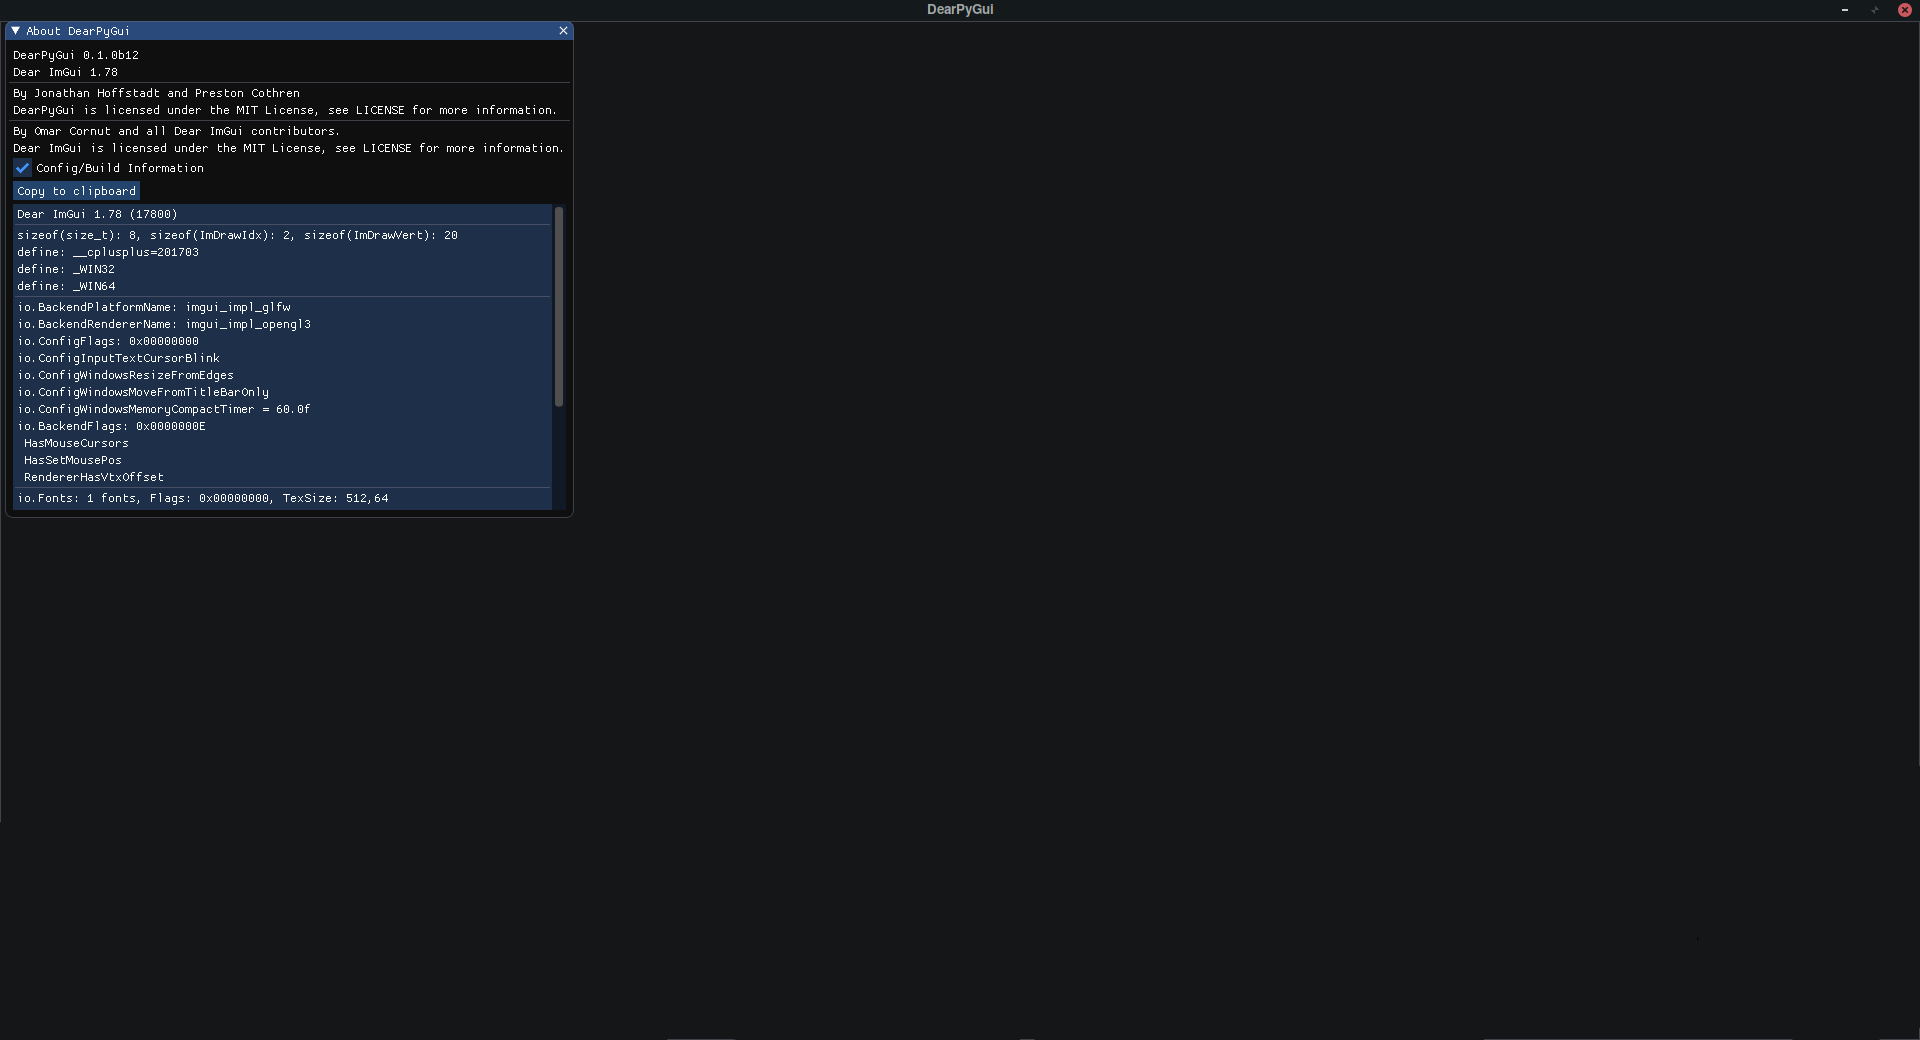 DearPyGui
About DearPyGui
DearPyGui 0.1.0b12
Dear ImGui 1.78
By Jonathan Hoffstadt and Preston Cothren
DearPyGui is licensed under the MIT License, see LICENSE for more information.
By Omar Cornut and all Dear ImGui contributors.
Dear ImGui is licensed under the MIT License, see LICENSE for more information.
Config/Build Information
Copy to clipboard
Dear ImGui 1.78 (17800)
sizeof(size_t): 8, sizeof(ImDrawIdx): 2, sizeof(ImDrawVert): 20
define: __cplusplus=201703
define: _WIN32
define: _WIN64
io.BackendPlatformName: imgui_impl_glfw
io.BackendRendererName: imgui_impl_opengl3
io.ConfigFlags: 0x00000000
io.ConfigInputTextCursorBlink
io.ConfigWindowsResizeFromEdges
io.ConfigWindowsMoveFromTitleBarOnly
io.ConfigWindowsMemoryCompactTimer = 60.0f
io.BackendFlags: 0x0000000E
HasMouseCursors
HasSetMousePos
RendererHasVtxOffset
io.Fonts: 1 fonts, Flags: 0x00000000, TexSize: 512,64